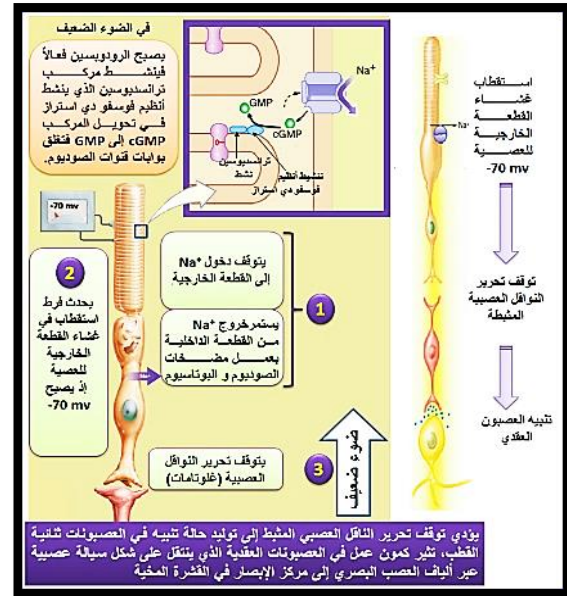 في الضوء الضعيف
يصبح الرودوبسين فعالاً
فينشط مركب
ترانسديوسين الذي ينشط
أنظيم فوسفو دي استراز
في تحويل المركب
cGMP إلى GMP فتغلق
بوابات قنوات الصوديوم.
Na⁺
GMP
cGMP
ترانسديوسين
نشط
تنشيط أنظيم
فوسفودي استراز
استقطاب
غشاء
القطعة
الخارجية
للعصية
-70 mv
Na⁺
-70 mv
يتوقف دخول Na⁺
إلى القطعة الخارجية
1
يستمر خروج Na⁺
من القطعة الداخلية
بعمل مضخات
الصوديوم و البوتاسيوم
2
يحدث فرط
استقطاب في
غشاء القطعة
الخارجية
للعصية
إذ يصبح
-70 mv
توقف تحرير
النواقل العصبية
المثبطة
تنبيه العصبون
العقدي
3
يتوقف تحرير النواقل
العصبية (غلوتامات)
ضوء ضعيف
يؤدي توقف تحرير الناقل العصبي المثبط إلى توليد حالة تنبيه في العصبونات ثنائية
القطب، تثير كمون عمل في العصبونات العقدية الذي ينتقل على شكل سيالة عصبية
عبر ألياف العصب البصري إلى مركز الإبصار في القشرة المخية